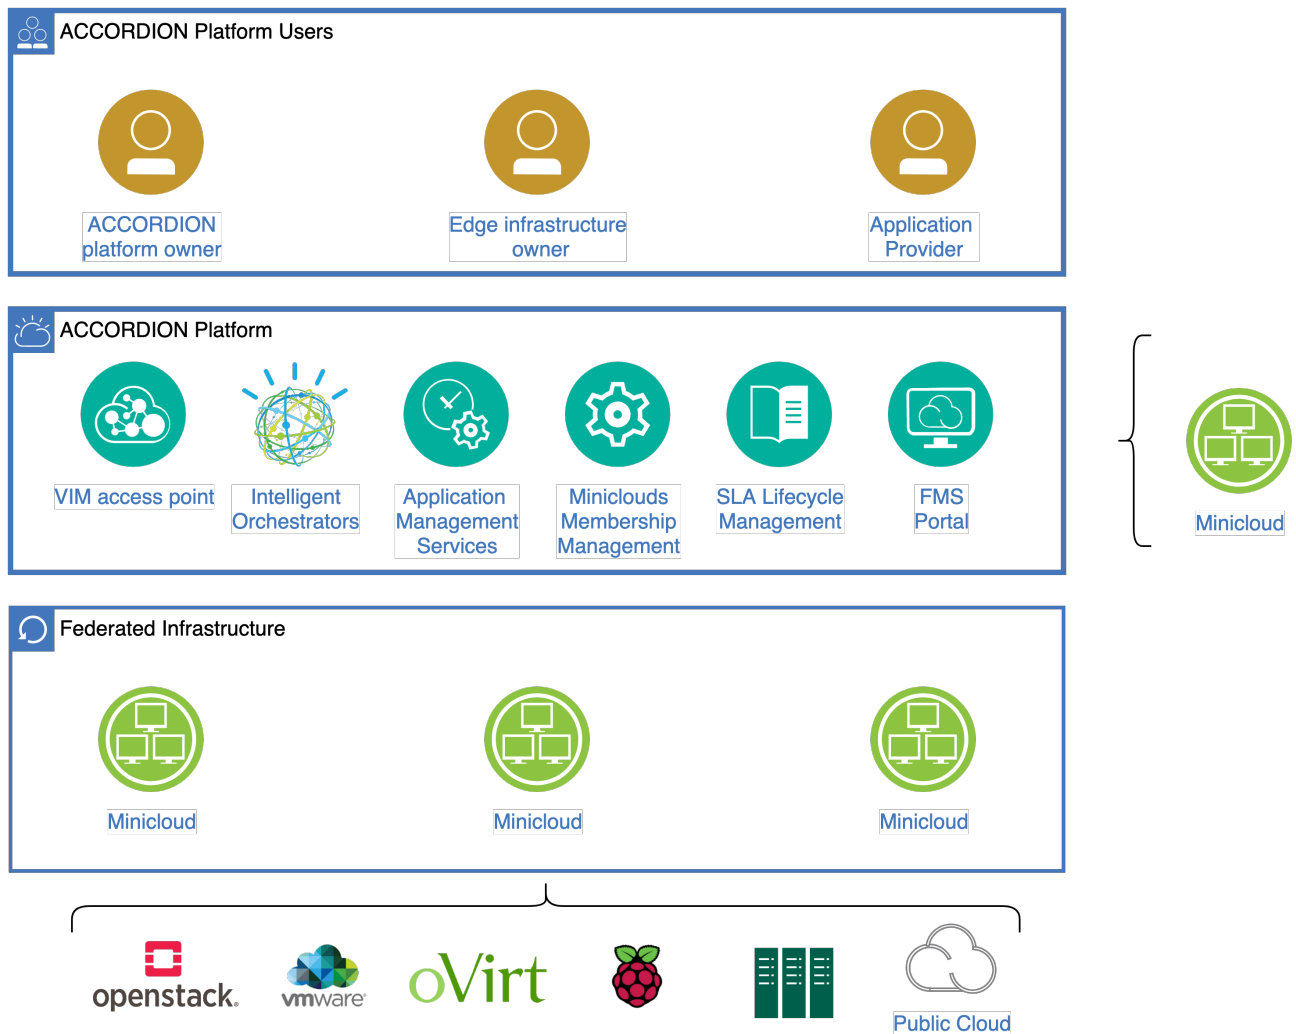 ACCORDION Platform Users
ACCORDION
platform owner
Edge infrastructure
owner
Application
Provider
ACCORDION Platform
VIM access point
Intelligent
Orchestrators
Application
Management
Services
Miniclouds
Membership
Management
SLA Lifecycle
Management
FMS
Portal
Minicloud
Federated Infrastructure
Minicloud
Minicloud
Minicloud
openstack.
vmware
oVirt
Public Cloud